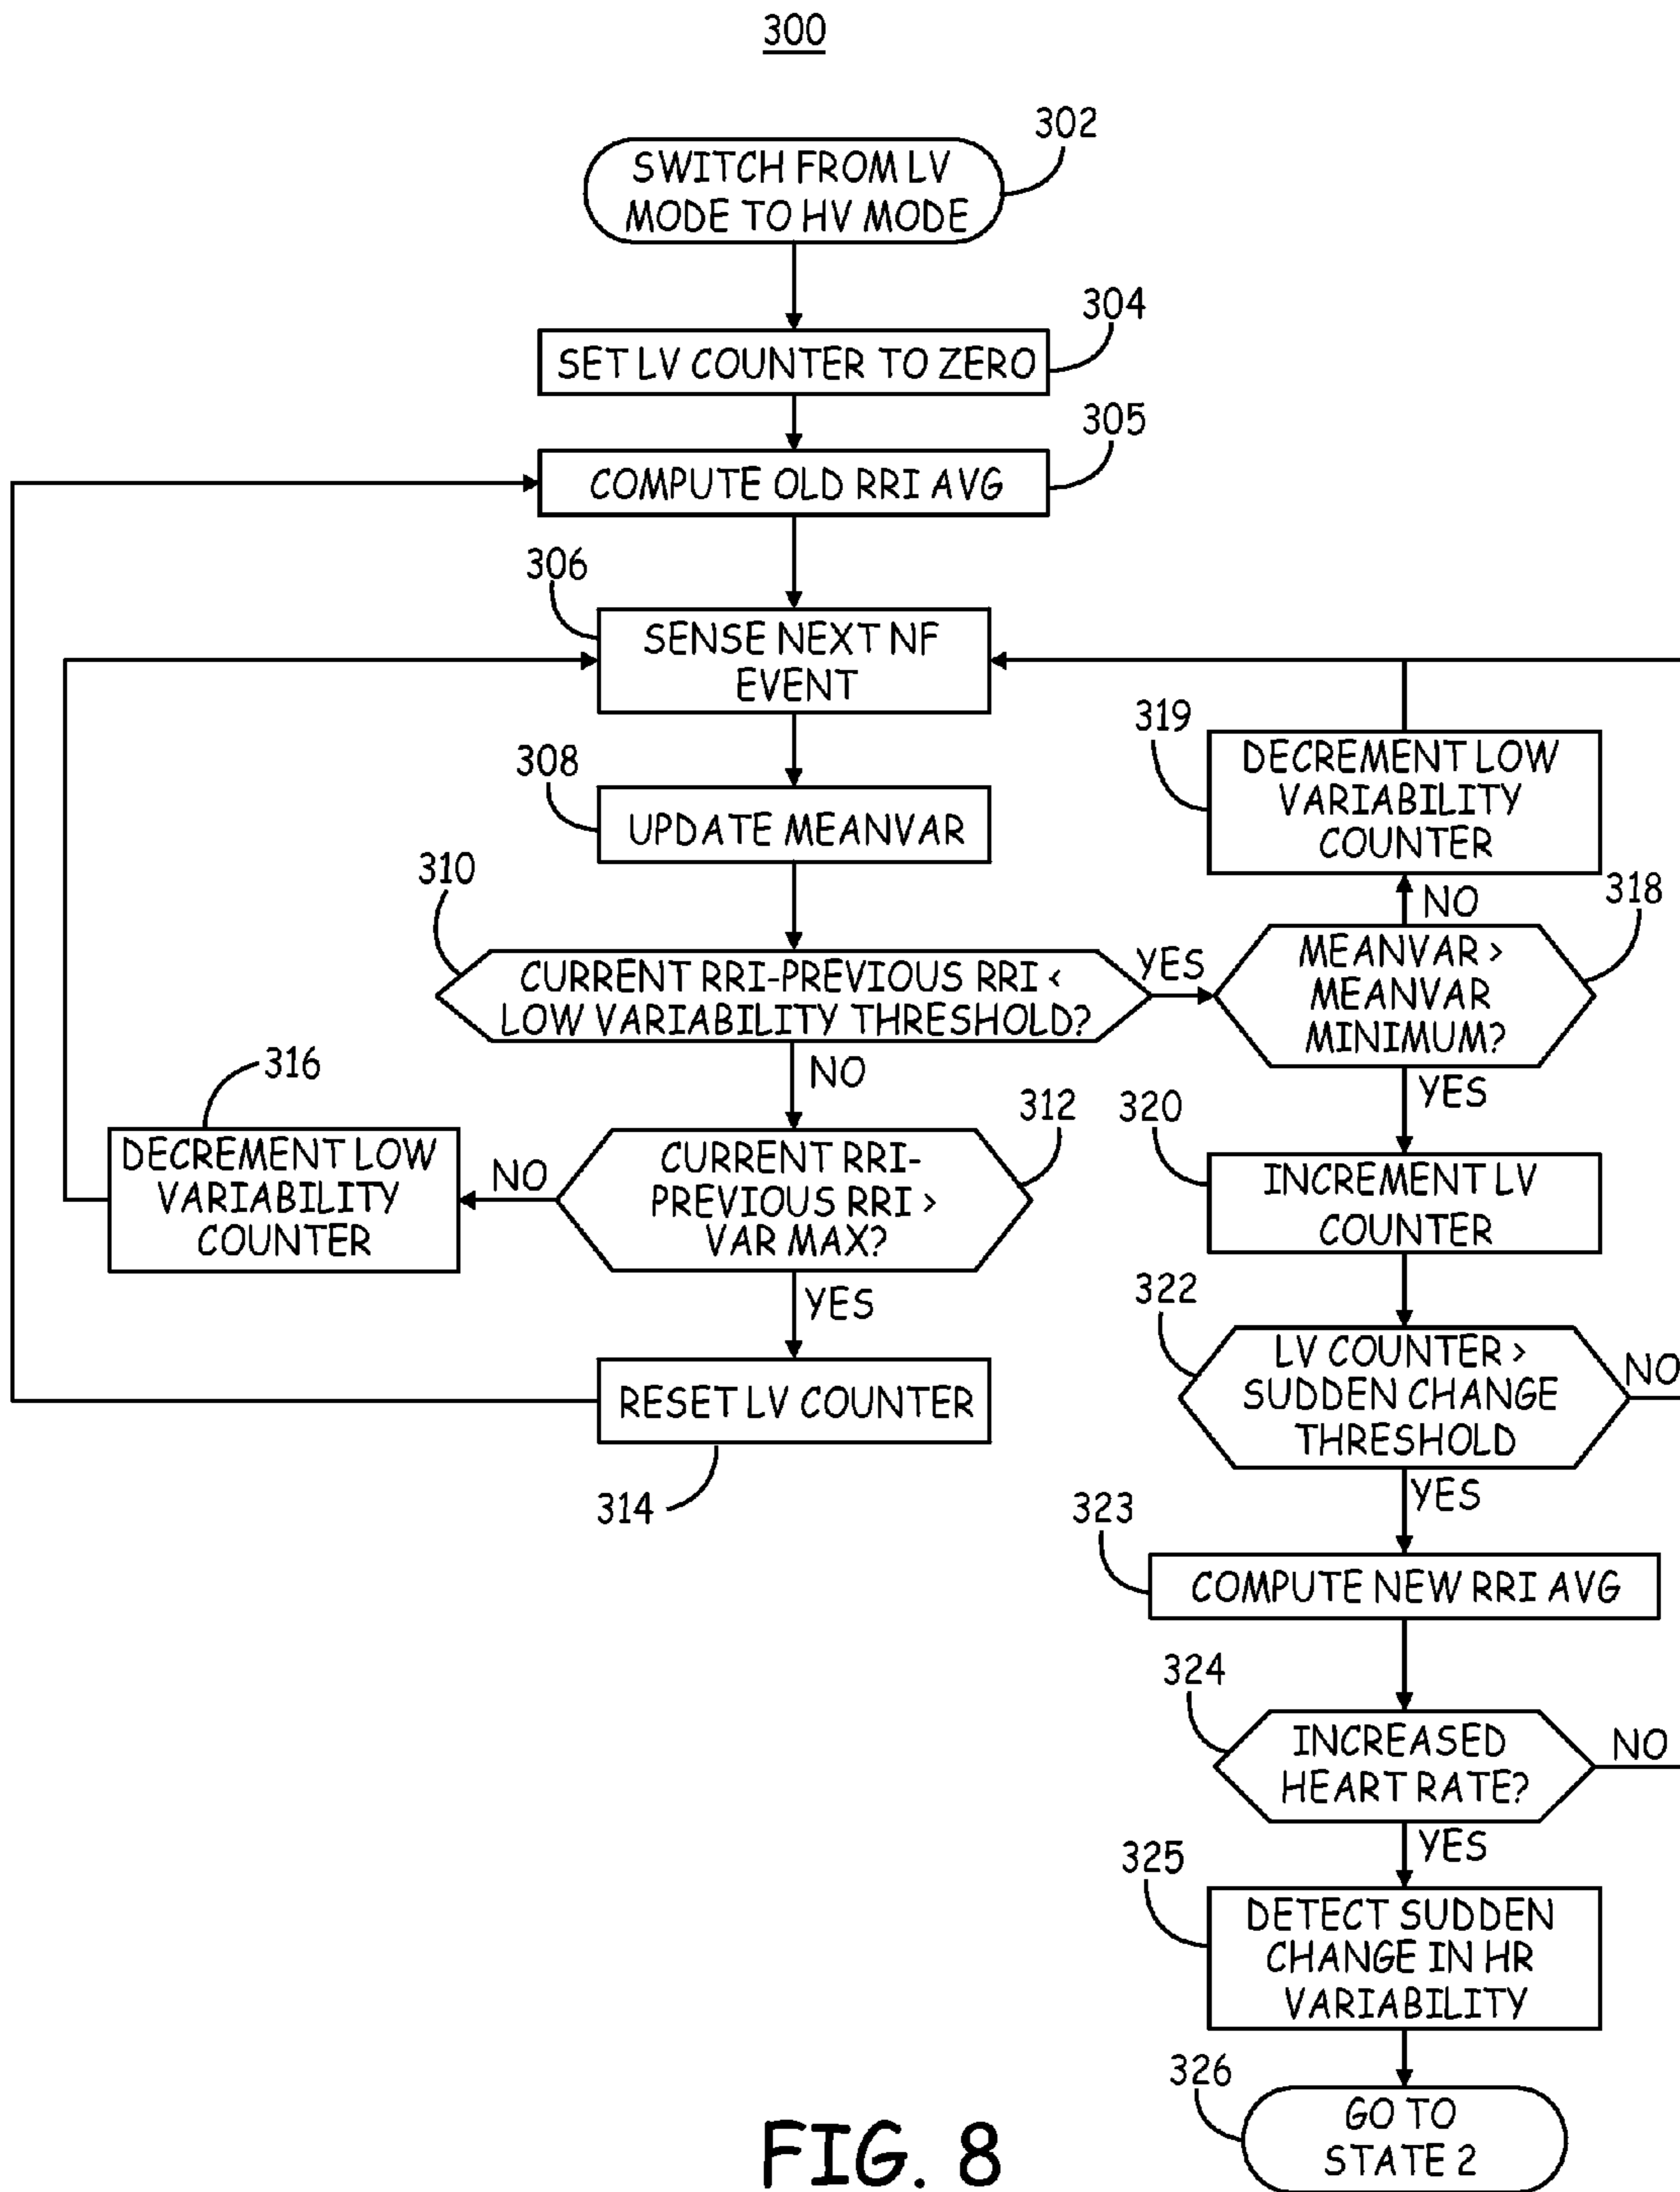 300
302
SWITCH FROM LV
MODE TO HV MODE
304
SET LV COUNTER TO ZERO
305
COMPUTE OLD RRI AVG
306
SENSE NEXT NF
EVENT
308
UPDATE MEANVAR
310
CURRENT RRI-PREVIOUS RRI <
LOW VARIABILITY THRESHOLD?
YES
NO
312
CURRENT RRI-
PREVIOUS RRI >
VAR MAX?
NO
316
DECREMENT LOW
VARIABILITY
COUNTER
YES
RESET LV COUNTER
314
319
DECREMENT LOW
VARIABILITY
COUNTER
NO
318
MEANVAR >
MEANVAR
MINIMUM?
YES
320
INCREMENT LV
COUNTER
322
LV COUNTER >
SUDDEN CHANGE
THRESHOLD
NO
YES
323
COMPUTE NEW RRI AVG
324
INCREASED
HEART RATE?
NO
YES
325
DETECT SUDDEN
CHANGE IN HR
VARIABILITY
326
GO TO
STATE 2
FIG. 8